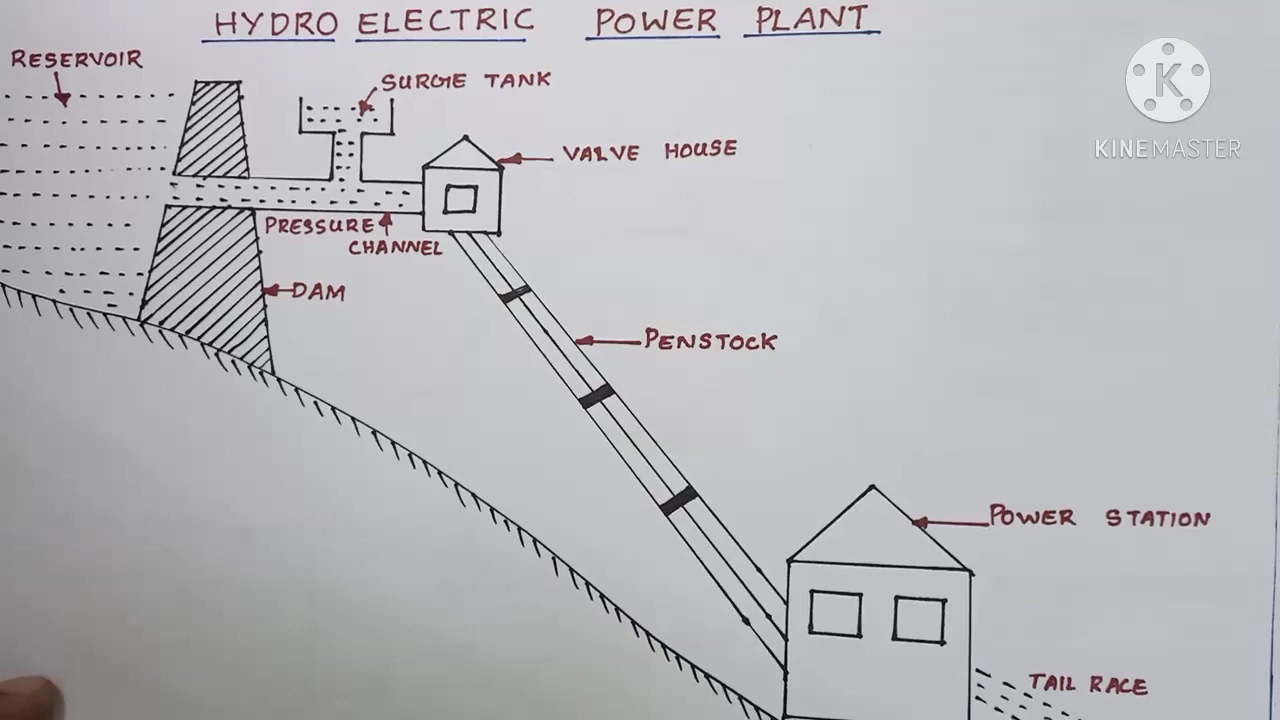 HYDRO ELECTRIC POWER PLANT
RESERVOIR
SURGE TANK
VALVE HOUSE
PRESSURE
CHANNEL
DAM
PENSTOCK
POWER STATION
TAIL RACE
K
KINEMASTER